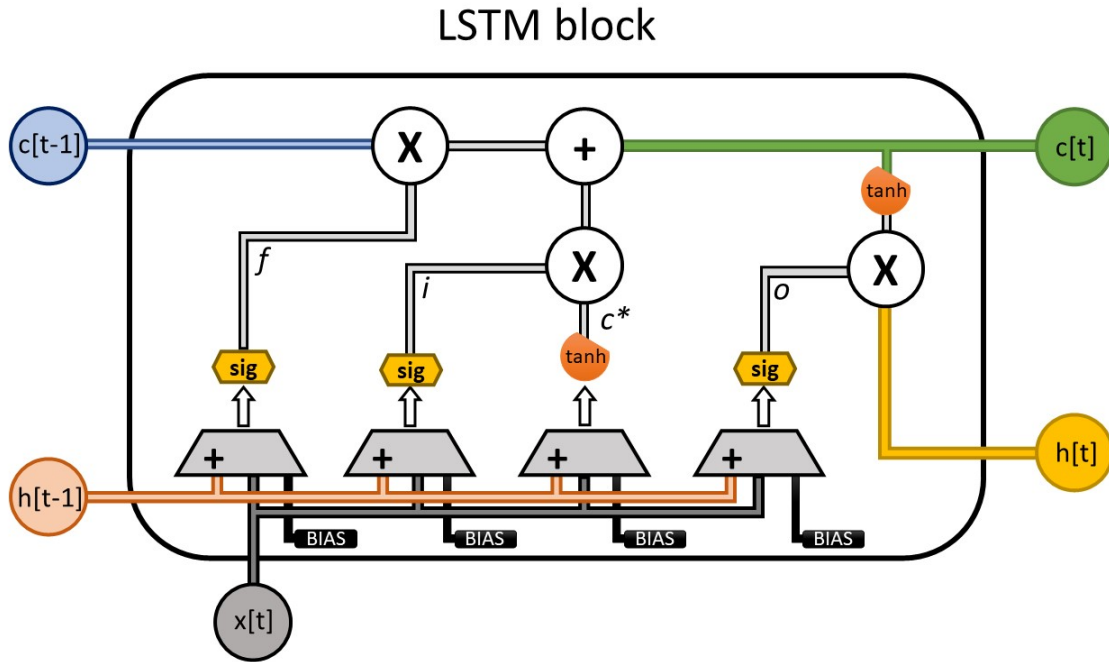 LSTM block
c[t-1]
X
+
c[t]
tanh
f
i
X
c*
o
X
sig
sig
tanh
sig
+
+
+
+
h[t]
h[t-1]
BIAS
BIAS
BIAS
BIAS
x[t]